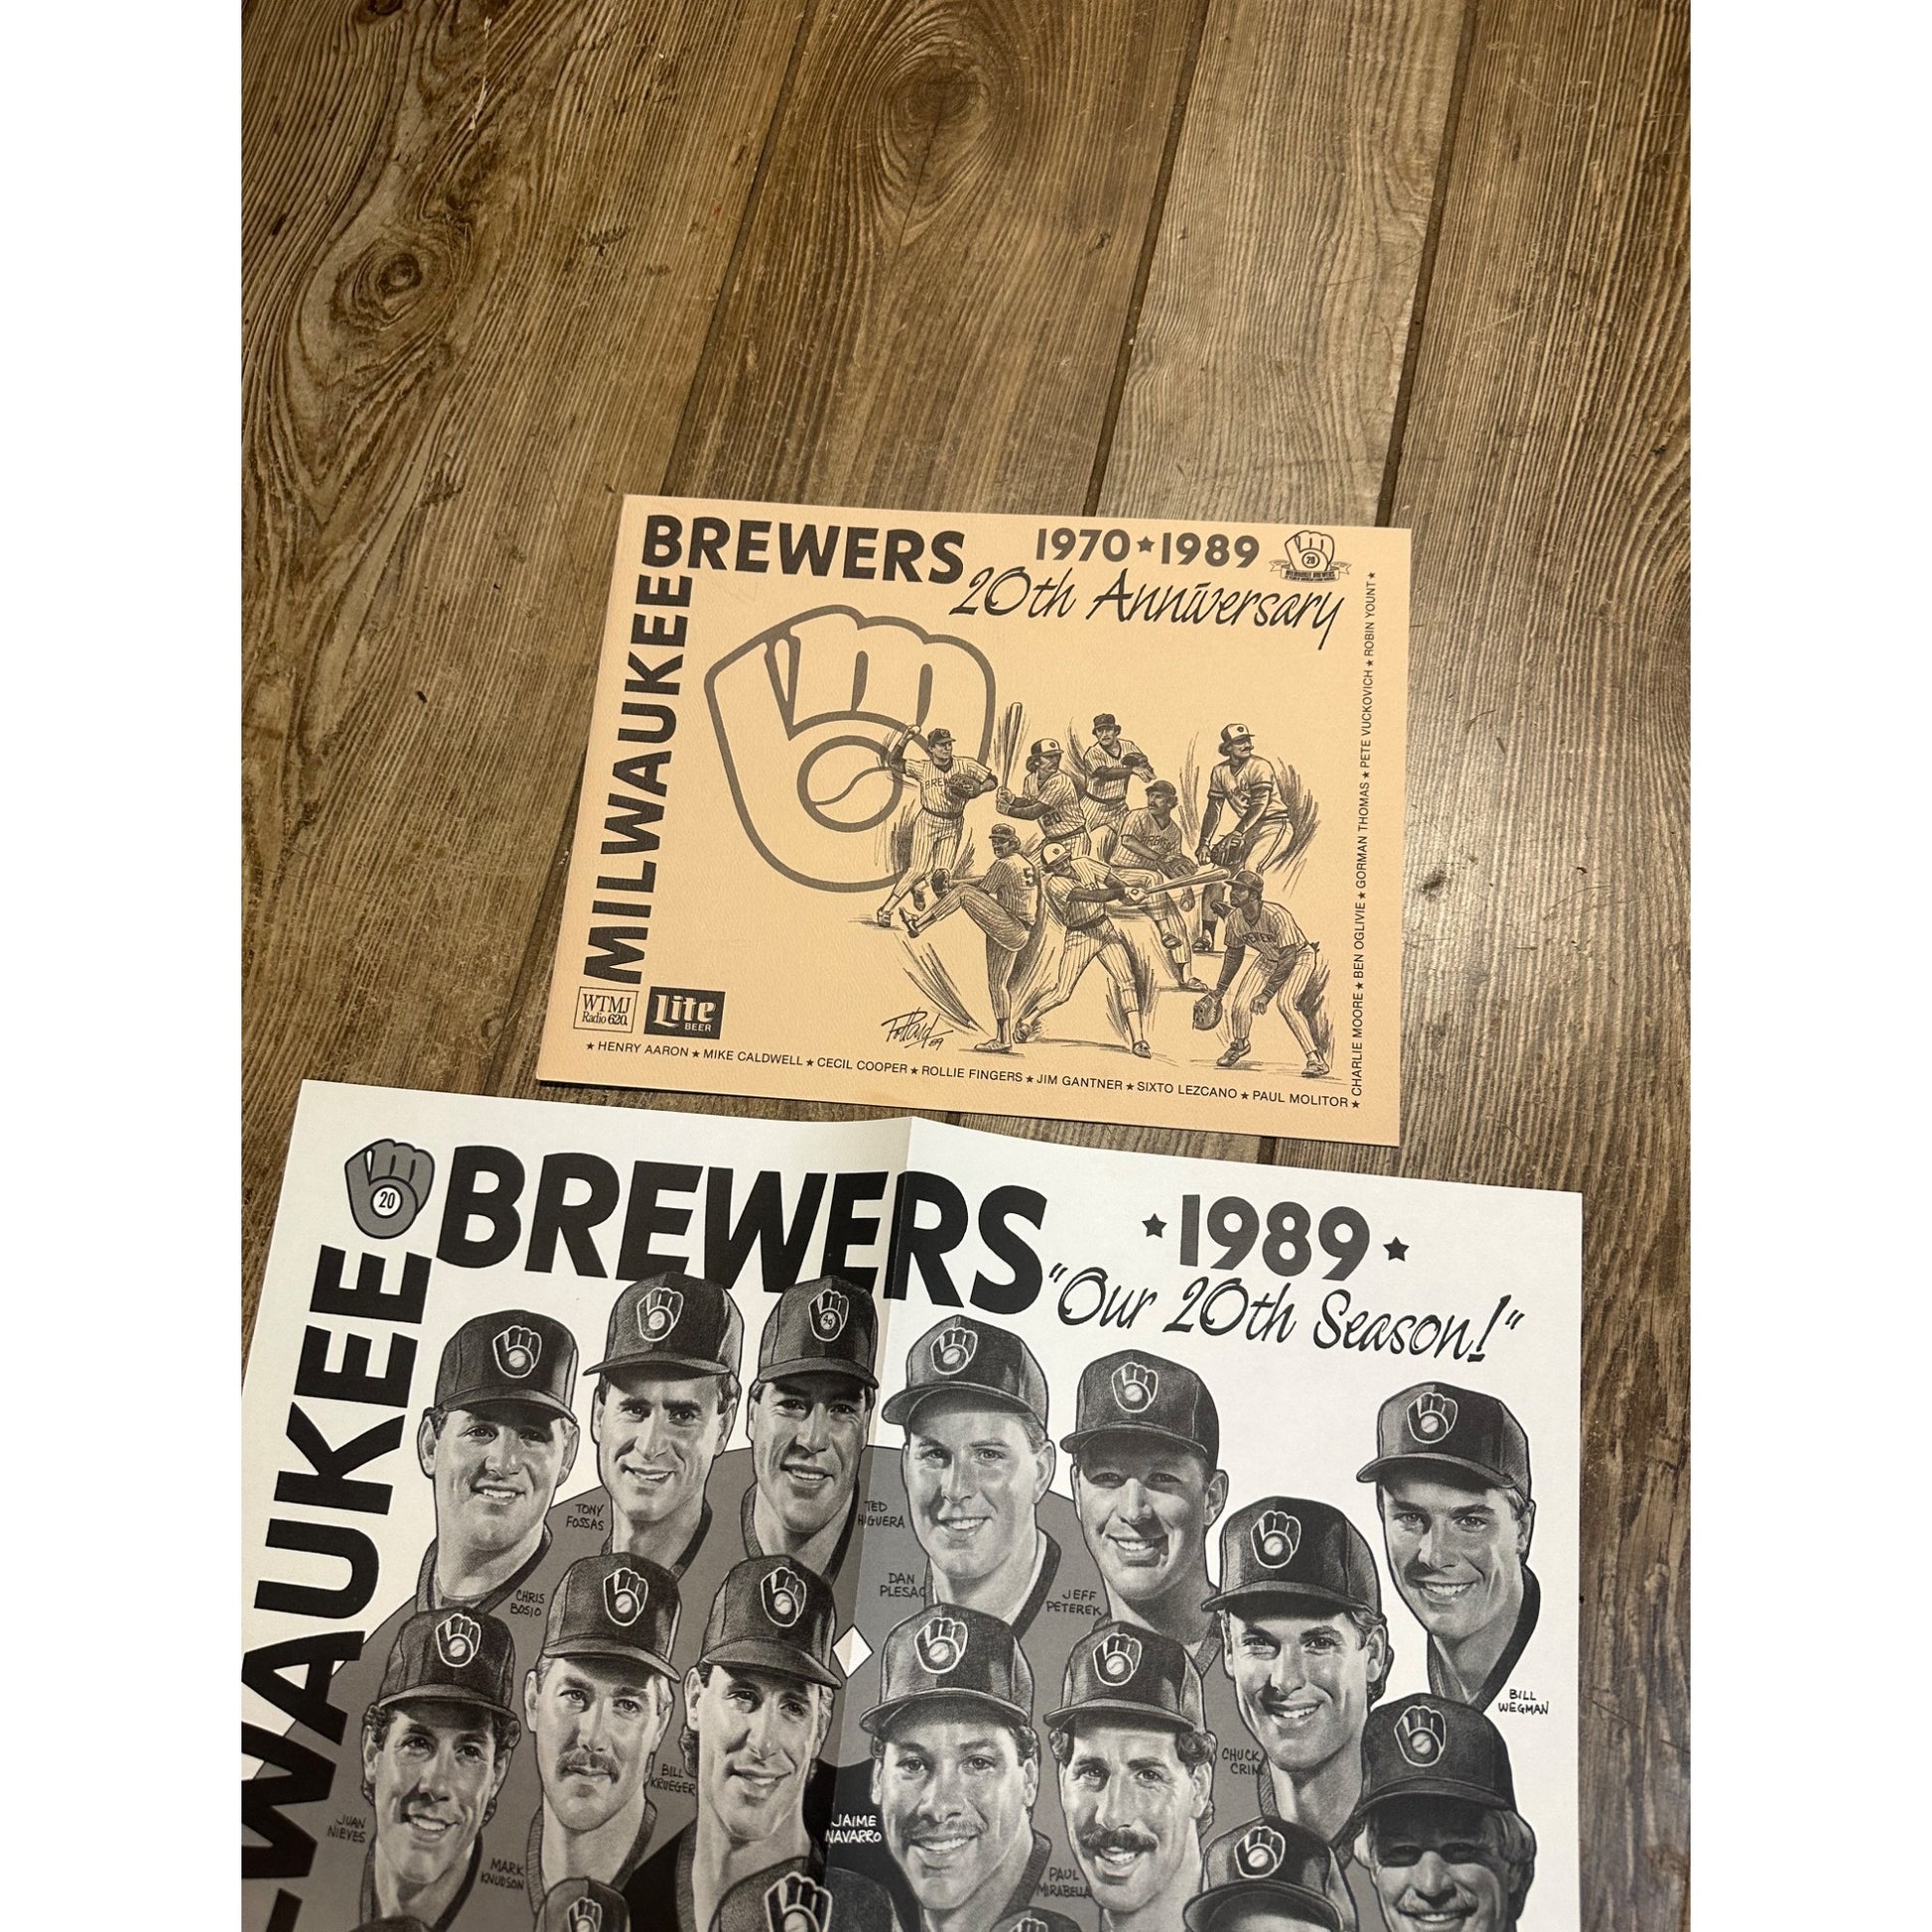 BREWERS
MILWAUKEE
1970★1989
20
MILWAUKEE BREWERS
20th Anniversary
WTMJ
Radio 620
Lite
BEER
★ HENRY AARON ★ MIKE CALDWELL ★ CECIL COOPER ★ ROLLIE FINGERS ★ JIM GANTNER ★ SIXTO LEZCANO ★ PAUL MOLITOR ★
CHARLIE MOORE ★ BEN OGLIVIE ★ GORMAN THOMAS ★ PETE VUCKOVICH ★ ROBIN YOUNT ★
20
BREWERS
WAUKEE
★1989★
"Our 20th Season!"
TONY
FOSSAS
TED
HIGUERA
CHRIS
BOSIO
DAN
PLESAC
JEFF
PETEREK
BILL
WEGMAN
JUAN
NIEVES
BILL
KRUEGER
MARK
KNUDSON
JAIME
NAVARRO
PAUL
MIRABELLA
CHUCK
CRIM